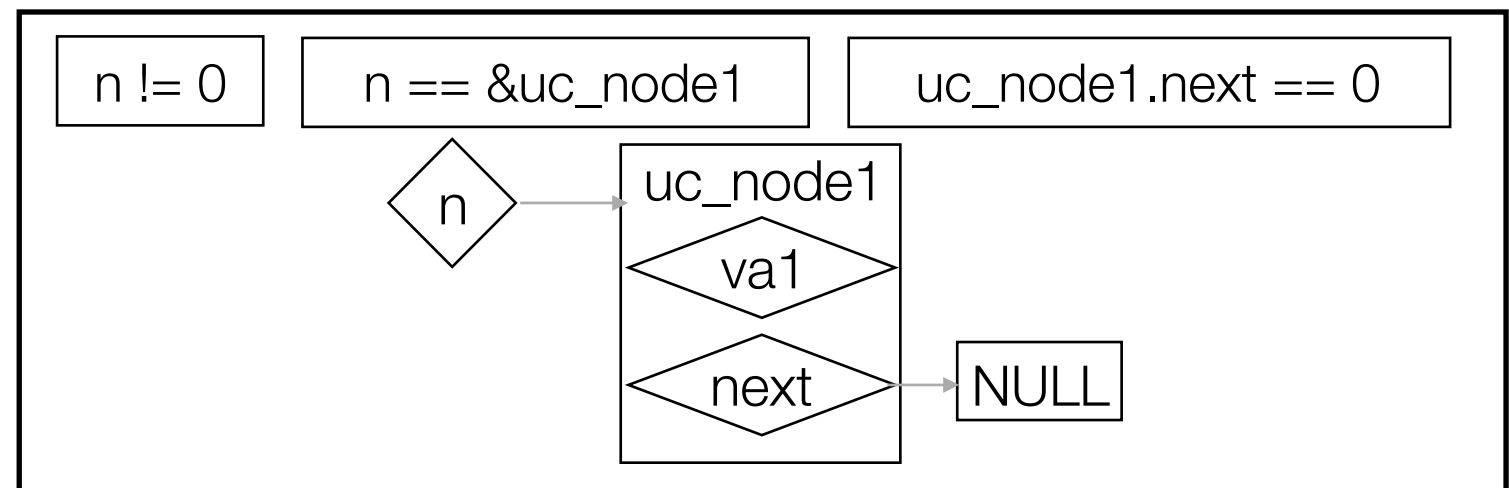 n != 0
n == &uc_node1
uc_node1.next == 0
n
uc_node1
va1
next
NULL